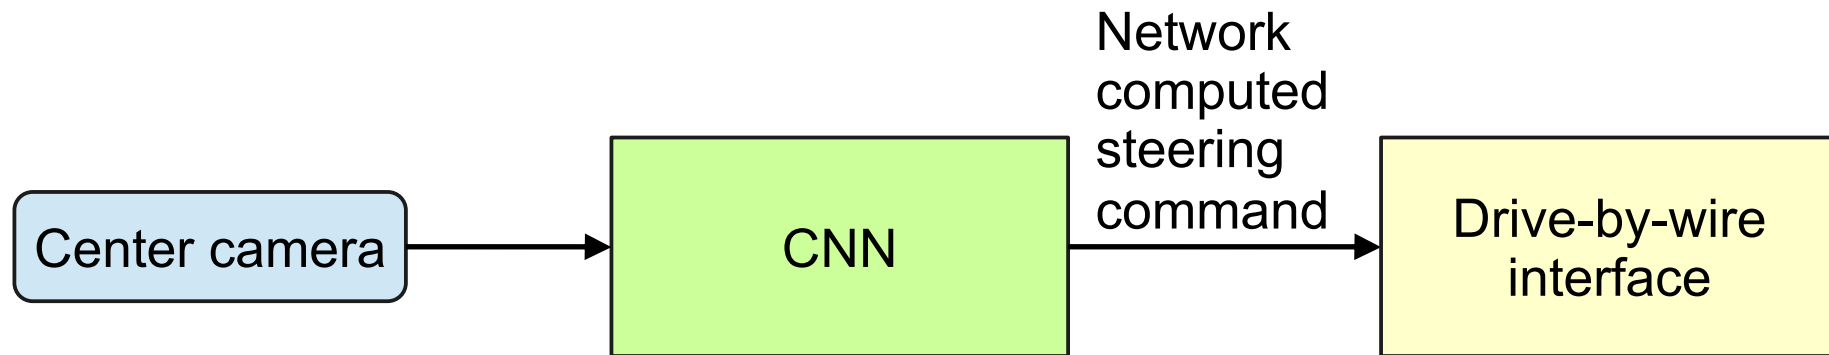 Center camera
CNN
Network
computed
steering
command
Drive-by-wire
interface